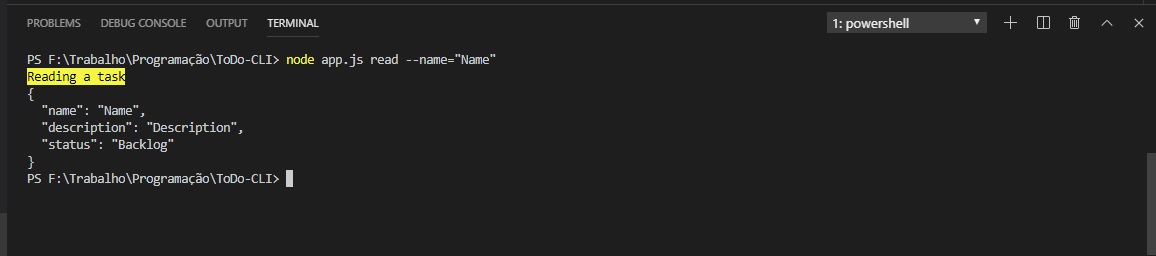 PROBLEMS DEBUG CONSOLE OUTPUT TERMINAL 1: powershell
PS F:\Trabalho\Programação\ToDo-CLI> node app.js read --name="Name"
Reading a task
{
  "name": "Name",
  "description": "Description",
  "status": "Backlog"
}
PS F:\Trabalho\Programação\ToDo-CLI>